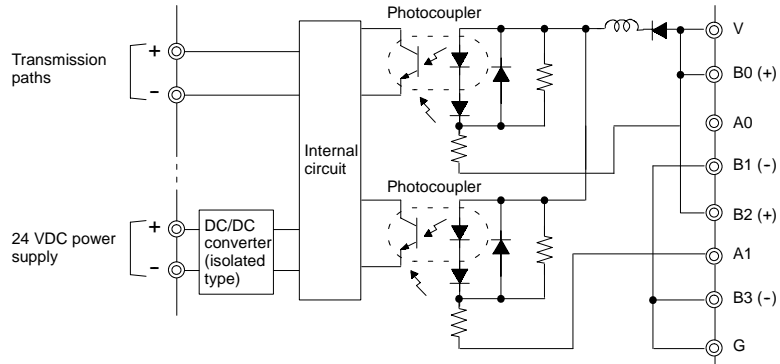 Photocoupler
Transmission
paths
+
-
Internal
circuit
V
B0 (+)
A0
B1 (-)
Photocoupler
24 VDC power
supply
+
-
DC/DC
converter
(isolated
type)
B2 (+)
A1
B3 (-)
G